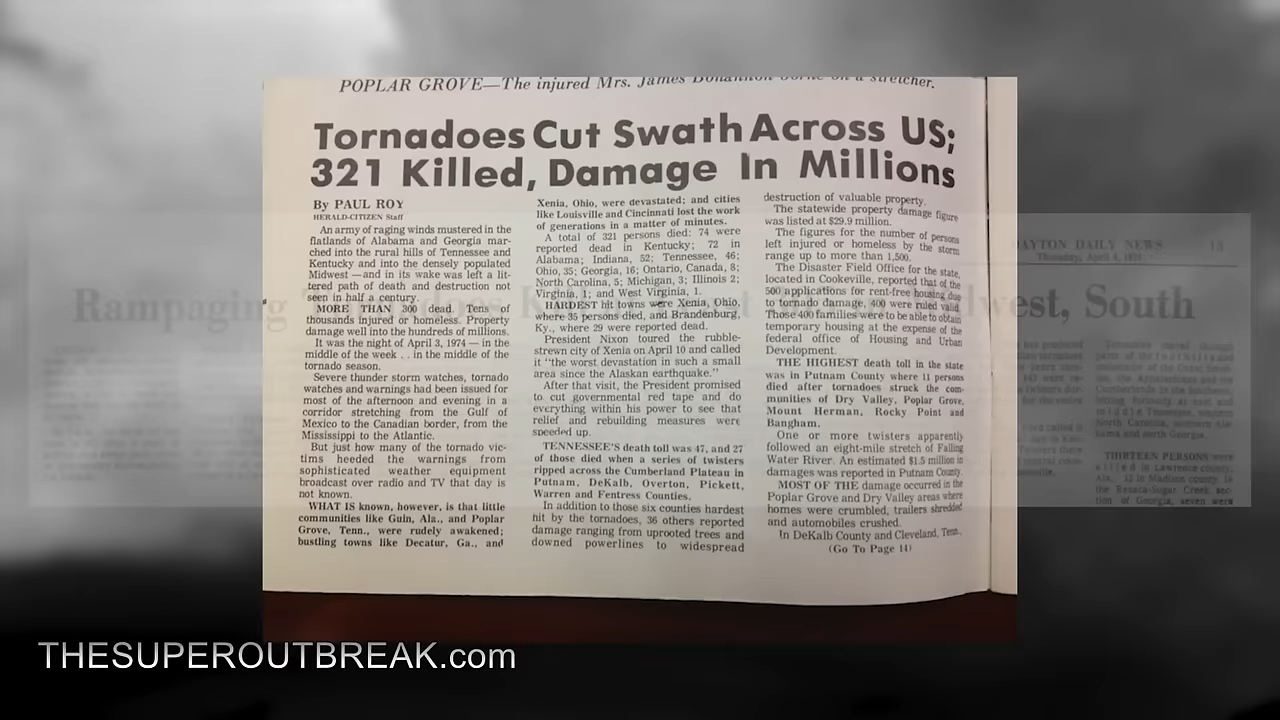 POPLAR GROVE—The injured Mrs. James Bohannon borne on a stretcher.
Tornadoes Cut Swath Across US;
321 Killed, Damage In Millions
By PAUL ROY
HERALD-CITIZEN Staff
An army of raging winds mustered in the
flatlands of Alabama and Georgia mar-
ched into the rural hills of Tennessee and
Kentucky and into the densely populated
Midwest — and in its wake was left a lit-
tered path of death and destruction not
seen in half a century.
MORE THAN 300 dead. Tens of
thousands injured or homeless. Property
damage well into the hundreds of millions.
It was the night of April 3, 1974 — in the
middle of the week . . in the middle of the
tornado season.
Severe thunder storm watches, tornado
watches and warnings had been issued for
most of the afternoon and evening in a
corridor stretching from the Gulf of
Mexico to the Canadian border, from the
Mississippi to the Atlantic.
But just how many of the tornado vic-
tims heeded the warnings from
sophisticated weather equipment
broadcast over radio and TV that day is
not known.
WHAT IS known, however, is that little
communities like Guin, Ala., and Poplar
Grove, Tenn., were rudely awakened;
bustling towns like Decatur, Ga., and
Xenia, Ohio, were devastated; and cities
like Louisville and Cincinnati lost the work
of generations in a matter of minutes.
A total of 321 persons died: 74 were
reported dead in Kentucky; 72 in
Alabama; Indiana, 52; Tennessee, 46;
Ohio, 35; Georgia, 16; Ontario, Canada, 8;
North Carolina, 5; Michigan, 3; Illinois 2;
Virginia, 1; and West Virginia, 1.
HARDEST hit towns were Xenia, Ohio,
where 35 persons died, and Brandenburg,
Ky., where 29 were reported dead.
President Nixon toured the rubble-
strewn city of Xenia on April 10 and called
it "the worst devastation in such a small
area since the Alaskan earthquake."
After that visit, the President promised
to cut governmental red tape and do
everything within his power to see that
relief and rebuilding measures were
speeded up.
TENNESSEE'S death toll was 47, and 27
of those died when a series of twisters
ripped across the Cumberland Plateau in
Putnam, DeKalb, Overton, Pickett,
Warren and Fentress Counties.
In addition to those six counties hardest
hit by the tornadoes, 36 others reported
damage ranging from uprooted trees and
downed powerlines to widespread
destruction of valuable property.
The statewide property damage figure
was listed at $29.9 million.
The figures for the number of persons
left injured or homeless by the storm
range up to more than 1,500.
The Disaster Field Office for the state,
located in Cookeville, reported that of the
500 applications for rent-free housing due
to tornado damage, 400 were ruled valid.
Those 400 families were to be able to obtain
temporary housing at the expense of the
federal office of Housing and Urban
Development.
THE HIGHEST death toll in the state
was in Putnam County where 11 persons
died after tornadoes struck the com-
munities of Dry Valley, Poplar Grove,
Mount Herman, Rocky Point and
Bangham.
One or more twisters apparently
followed an eight-mile stretch of Falling
Water River. An estimated $1.5 million in
damages was reported in Putnam County.
MOST OF THE damage occurred in the
Poplar Grove and Dry Valley areas where
homes were crumbled, trailers shredded
and automobiles crushed.
In DeKalb County and Cleveland, Tenn.,
(Go To Page 14)
DAYTON DAILY NEWS 13
Thursday, April 4, 1974
Rampaging
west, South
THIRTEEN PERSONS were
killed in Lawrence county,
Ala., 12 in Madison county, in
the Resaca-Sugar Creek sec-
tion of Georgia, seven were
THESUPEROUTBREAK.com